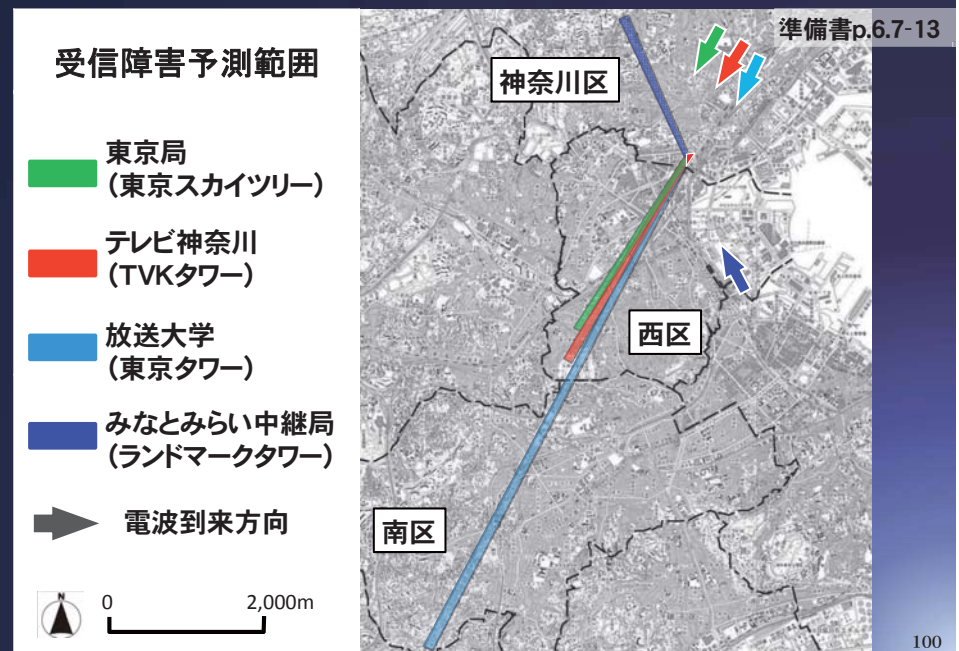 準備書p.6.7-13
受信障害予測範囲
東京局
(東京スカイツリー)
テレビ神奈川
(TVKタワー)
放送大学
(東京タワー)
みなとみらい中継局
(ランドマークタワー)
電波到来方向
N
0 2,000m
神奈川区
西区
南区
100